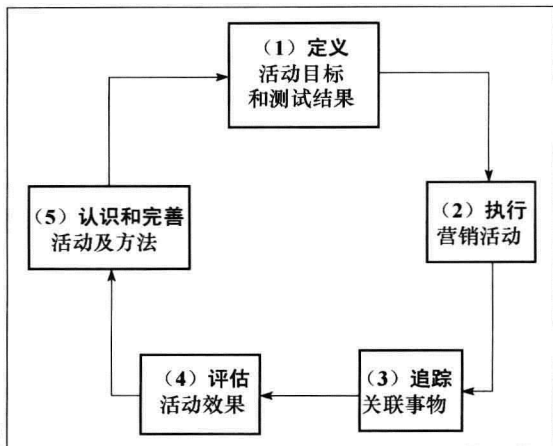 （1）定义
活动目标
和测试结果
（2）执行
营销活动
（3）追踪
关联事物
（4）评估
活动效果
（5）认识和完善
活动及方法